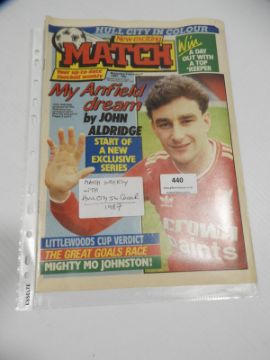 HULL CITY IN COLOUR
New exciting
MATCH
Your up-to-date
football weekly
Win
A DAY
OUT WITH
A TOP
'KEEPER
My Anfield
dream
by JOHN
ALDRIDGE
START OF
A NEW
EXCLUSIVE
SERIES
440
MATCH WEEKLY
WITH
1987
LITTLEWOODS CUP VERDICT
THE GREAT GOALS RACE
MIGHTY MO JOHNSTON!
adidas
Crown
Paints